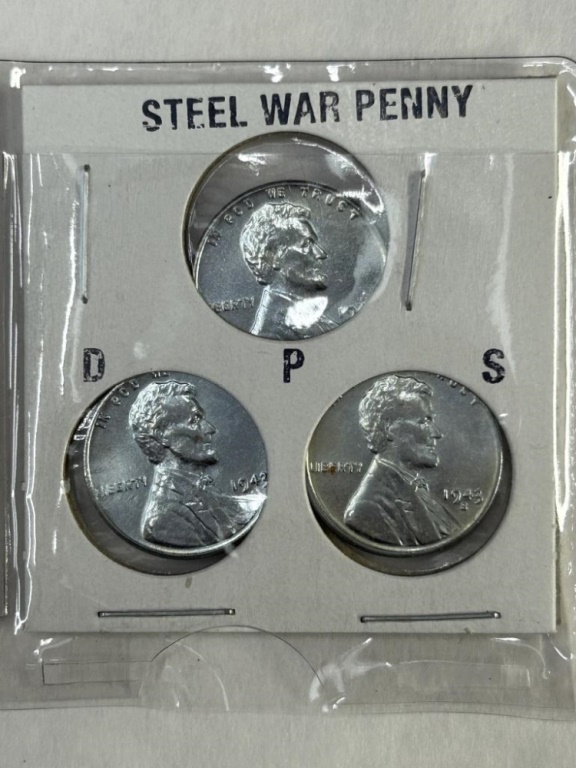 STEEL WAR PENNY
IN GOD WE TRUST
LIBERTY
D
P
S
IN GOD WE
LIBERTY
1943
LIBERTY
1943
S